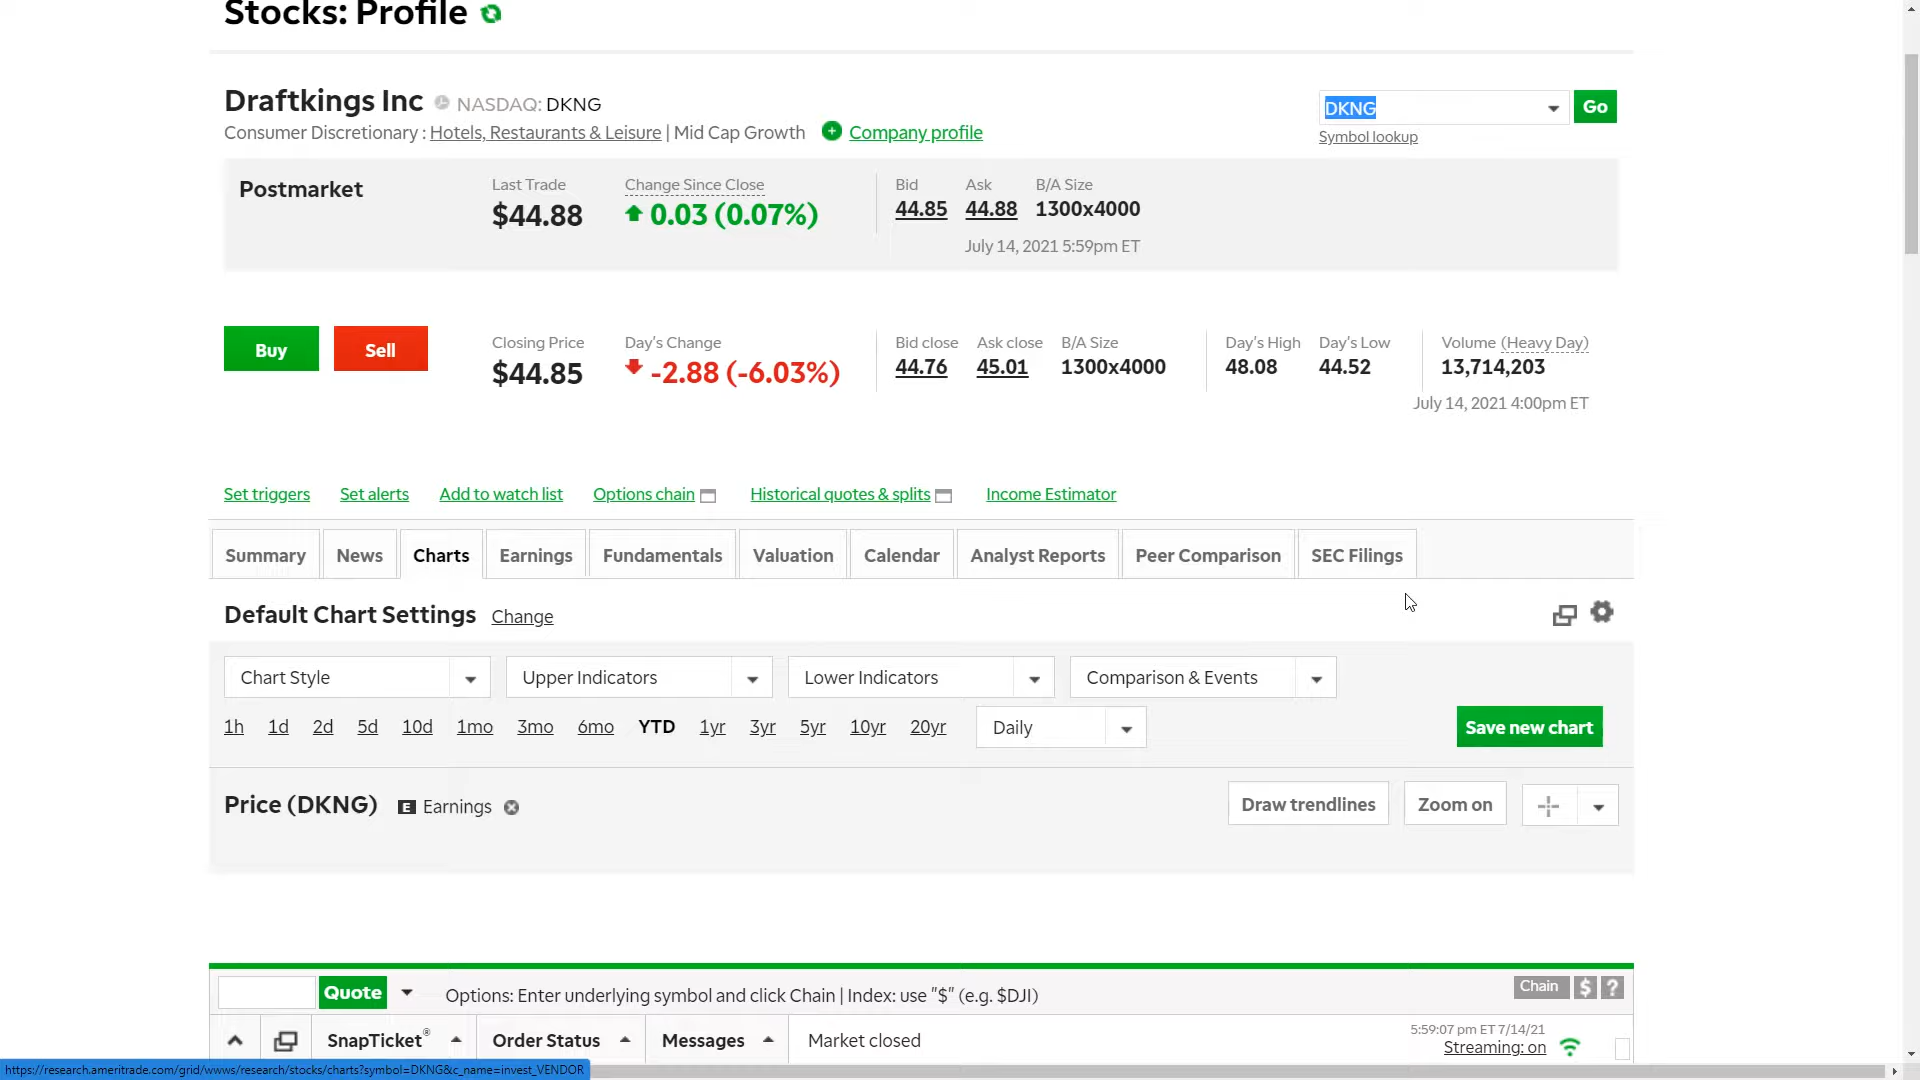 Stocks: Profile
Draftkings Inc NASDAQ: DKNG
DKNG Go
Consumer Discretionary : Hotels, Restaurants & Leisure | Mid Cap Growth Company profile
Symbol lookup
Postmarket
Last Trade Change Since Close Bid Ask B/A Size
$44.88 0.03 (0.07%) 44.85 44.88 1300x4000
July 14, 2021 5:59pm ET
Buy Sell
Closing Price Day's Change Bid close Ask close B/A Size Day's High Day's Low Volume (Heavy Day)
$44.85 -2.88 (-6.03%) 44.76 45.01 1300x4000 48.08 44.52 13,714,203
July 14, 2021 4:00pm ET
Set triggers Set alerts Add to watch list Options chain Historical quotes & splits Income Estimator
Summary News Charts Earnings Fundamentals Valuation Calendar Analyst Reports Peer Comparison SEC Filings
Default Chart Settings Change
Chart Style Upper Indicators Lower Indicators Comparison & Events
1h 1d 2d 5d 10d 1mo 3mo 6mo YTD 1yr 3yr 5yr 10yr 20yr Daily Save new chart
Price (DKNG) E Earnings Draw trendlines Zoom on
Quote Options: Enter underlying symbol and click Chain | Index: use "$" (e.g. $DJI) Chain $ ?
SnapTicket® Order Status Messages Market closed
5:59:07 pm ET 7/14/21
Streaming: on
https://research.ameritrade.com/grid/wwws/research/stocks/charts?symbol=DKNG&c_name=invest_VENDOR